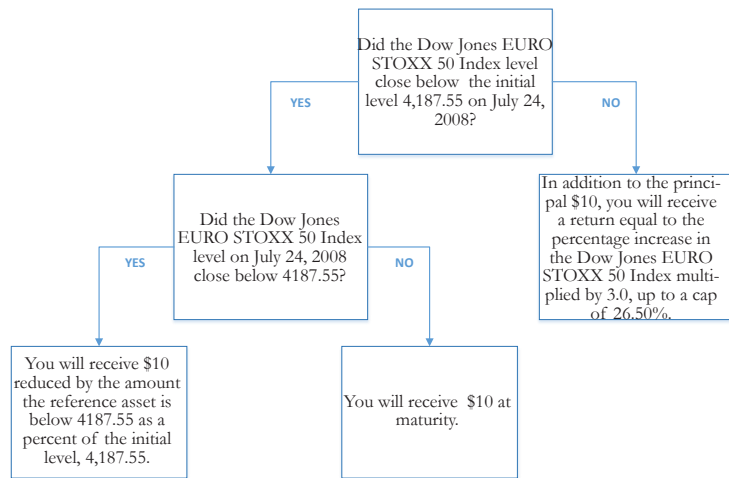 Did the Dow Jones EURO
STOXX 50 Index level
close below the initial
level 4,187.55 on July 24,
2008?
YES
NO
Did the Dow Jones
EURO STOXX 50 Index
level on July 24, 2008
close below 4187.55?
In addition to the princi-
pal $10, you will receive
a return equal to the
percentage increase in
the Dow Jones EURO
STOXX 50 Index multi-
plied by 3.0, up to a cap
of 26.50%.
YES
NO
You will receive $10
reduced by the amount
the reference asset is
below 4187.55 as a
percent of the initial
level, 4,187.55.
You will receive $10 at
maturity.